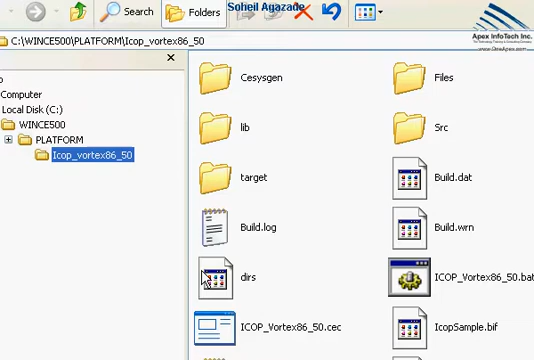 Soheil Agazade
Search
Folders
C:\WINCE500\PLATFORM\Icop_vortex86_50
Apex InfoTech Inc.
Computer
Local Disk (C:)
WINCE500
PLATFORM
Icop_vortex86_50
Cesysgen
Files
lib
Src
target
Build.dat
Build.log
Build.wrn
dirs
ICOP_Vortex86_50.bat
ICOP_Vortex86_50.cec
IcopSample.bif